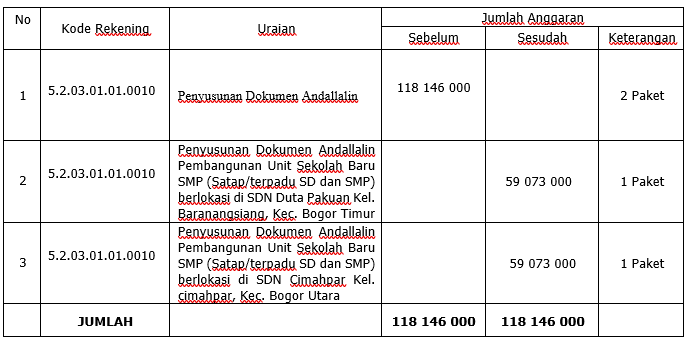 No Kode Rekening Uraian Jumlah Anggaran
Sebelum Sesudah Keterangan
1 5.2.03.01.01.0010 Penyusunan Dokumen Andallalin 118 146 000 2 Paket
2 5.2.03.01.01.0010 Penyusunan Dokumen Andallalin
Pembangunan Unit Sekolah Baru
SMP (Satap/terpadu SD dan SMP)
berlokasi di SDN Duta Pakuan Kel.
Baranangsiang, Kec. Bogor Timur
59 073 000 1 Paket
3 5.2.03.01.01.0010 Penyusunan Dokumen Andallalin
Pembangunan Unit Sekolah Baru
SMP (Satap/terpadu SD dan SMP)
berlokasi di SDN Cimahpar Kel.
cimahpar, Kec. Bogor Utara
59 073 000 1 Paket
JUMLAH 118 146 000 118 146 000